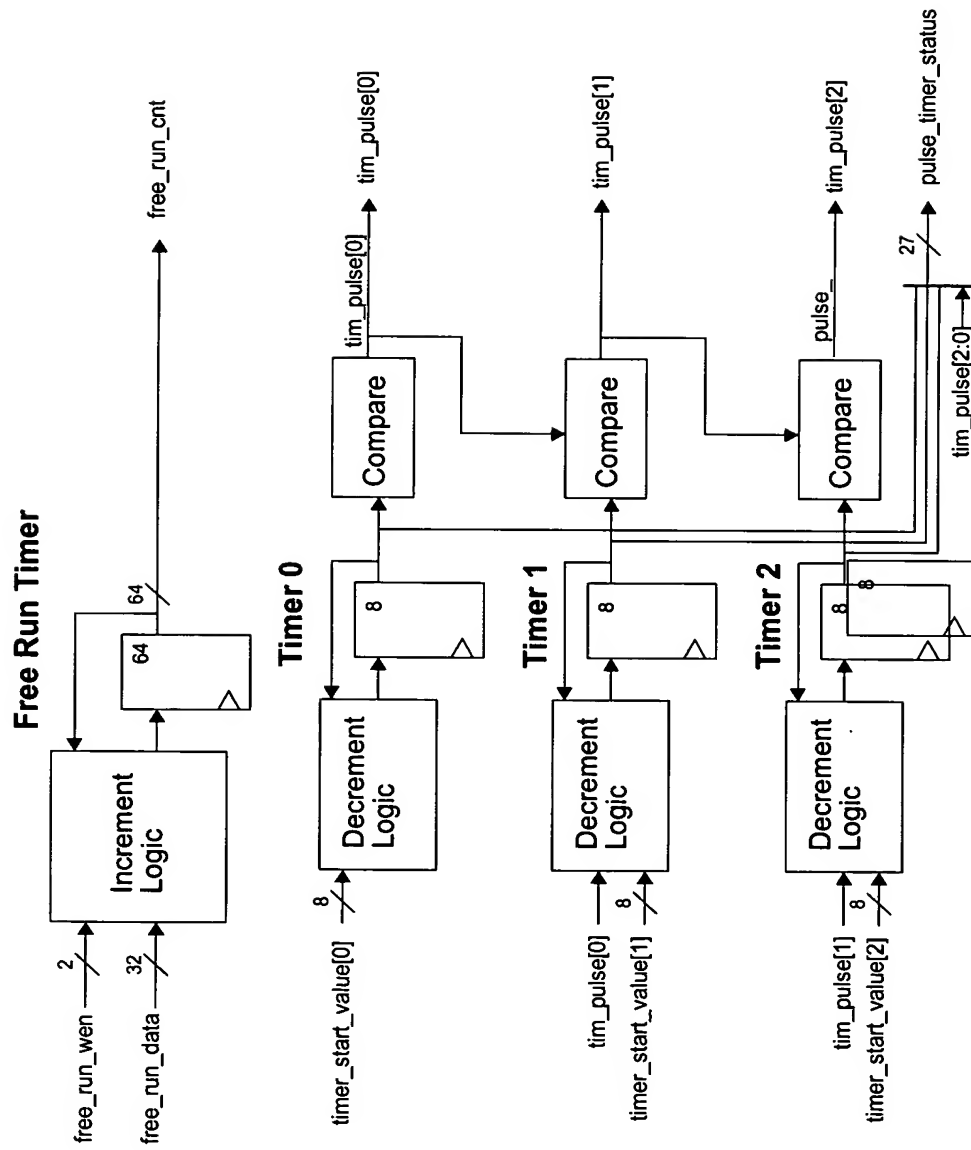 Free Run Timer
free_run_wen
2
free_run_data
32
Increment
Logic
64
64
free_run_cnt
Timer 0
timer_start_value[0]
8
Decrement
Logic
8
Compare
tim_pulse[0]
tim_pulse[0]
Timer 1
tim_pulse[0]
timer_start_value[1]
8
Decrement
Logic
8
Compare
tim_pulse[1]
Timer 2
tim_pulse[1]
timer_start_value[2]
8
Decrement
Logic
8
8
Compare
pulse_
tim_pulse[2]
tim_pulse[2:0]
27
pulse_timer_status